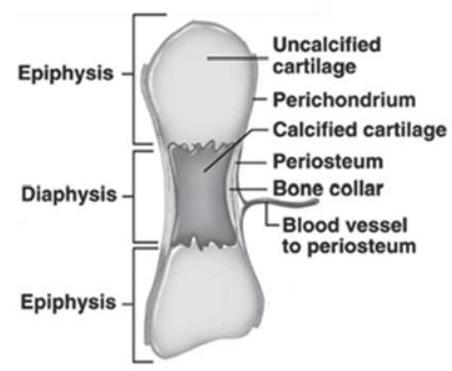 Epiphysis
Uncalcified
cartilage
Perichondrium
Calcified cartilage
Diaphysis
Periosteum
Bone collar
Blood vessel
to periosteum
Epiphysis